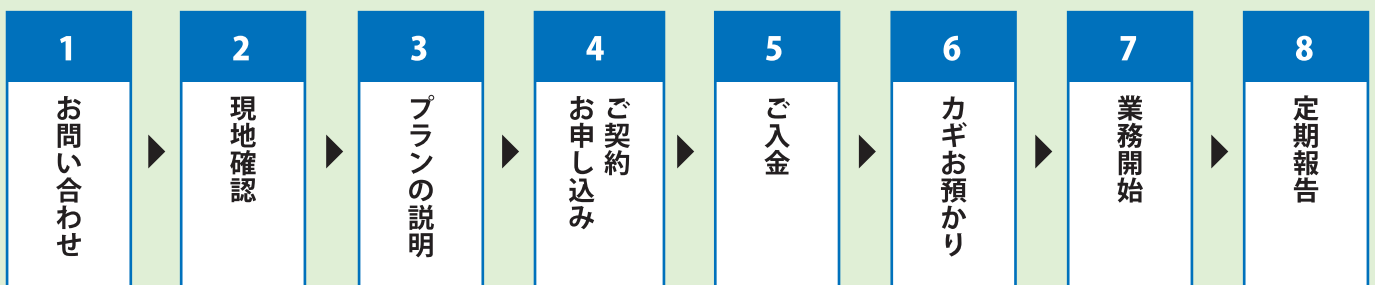 1
お問い合わせ
2
現地確認
3
プランの説明
4
ご契約
お申し込み
5
ご入金
6
カギお預かり
7
業務開始
8
定期報告